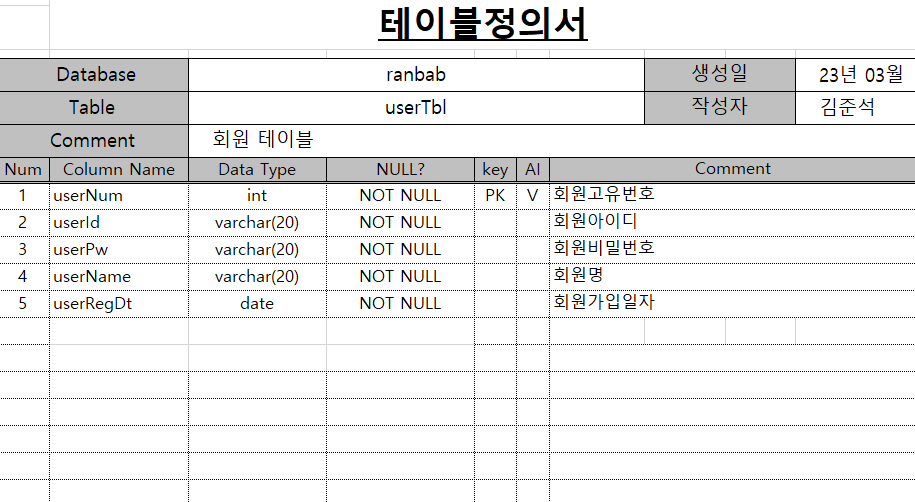 테이블정의서
Database ranbab 생성일 23년 03월
Table userTbl 작성자 김준석
Comment 회원 테이블
Num Column Name Data Type NULL? key AI Comment
1 userNum int NOT NULL PK V 회원고유번호
2 userId varchar(20) NOT NULL 회원아이디
3 userPw varchar(20) NOT NULL 회원비밀번호
4 userName varchar(20) NOT NULL 회원명
5 userRegDt date NOT NULL 회원가입일자